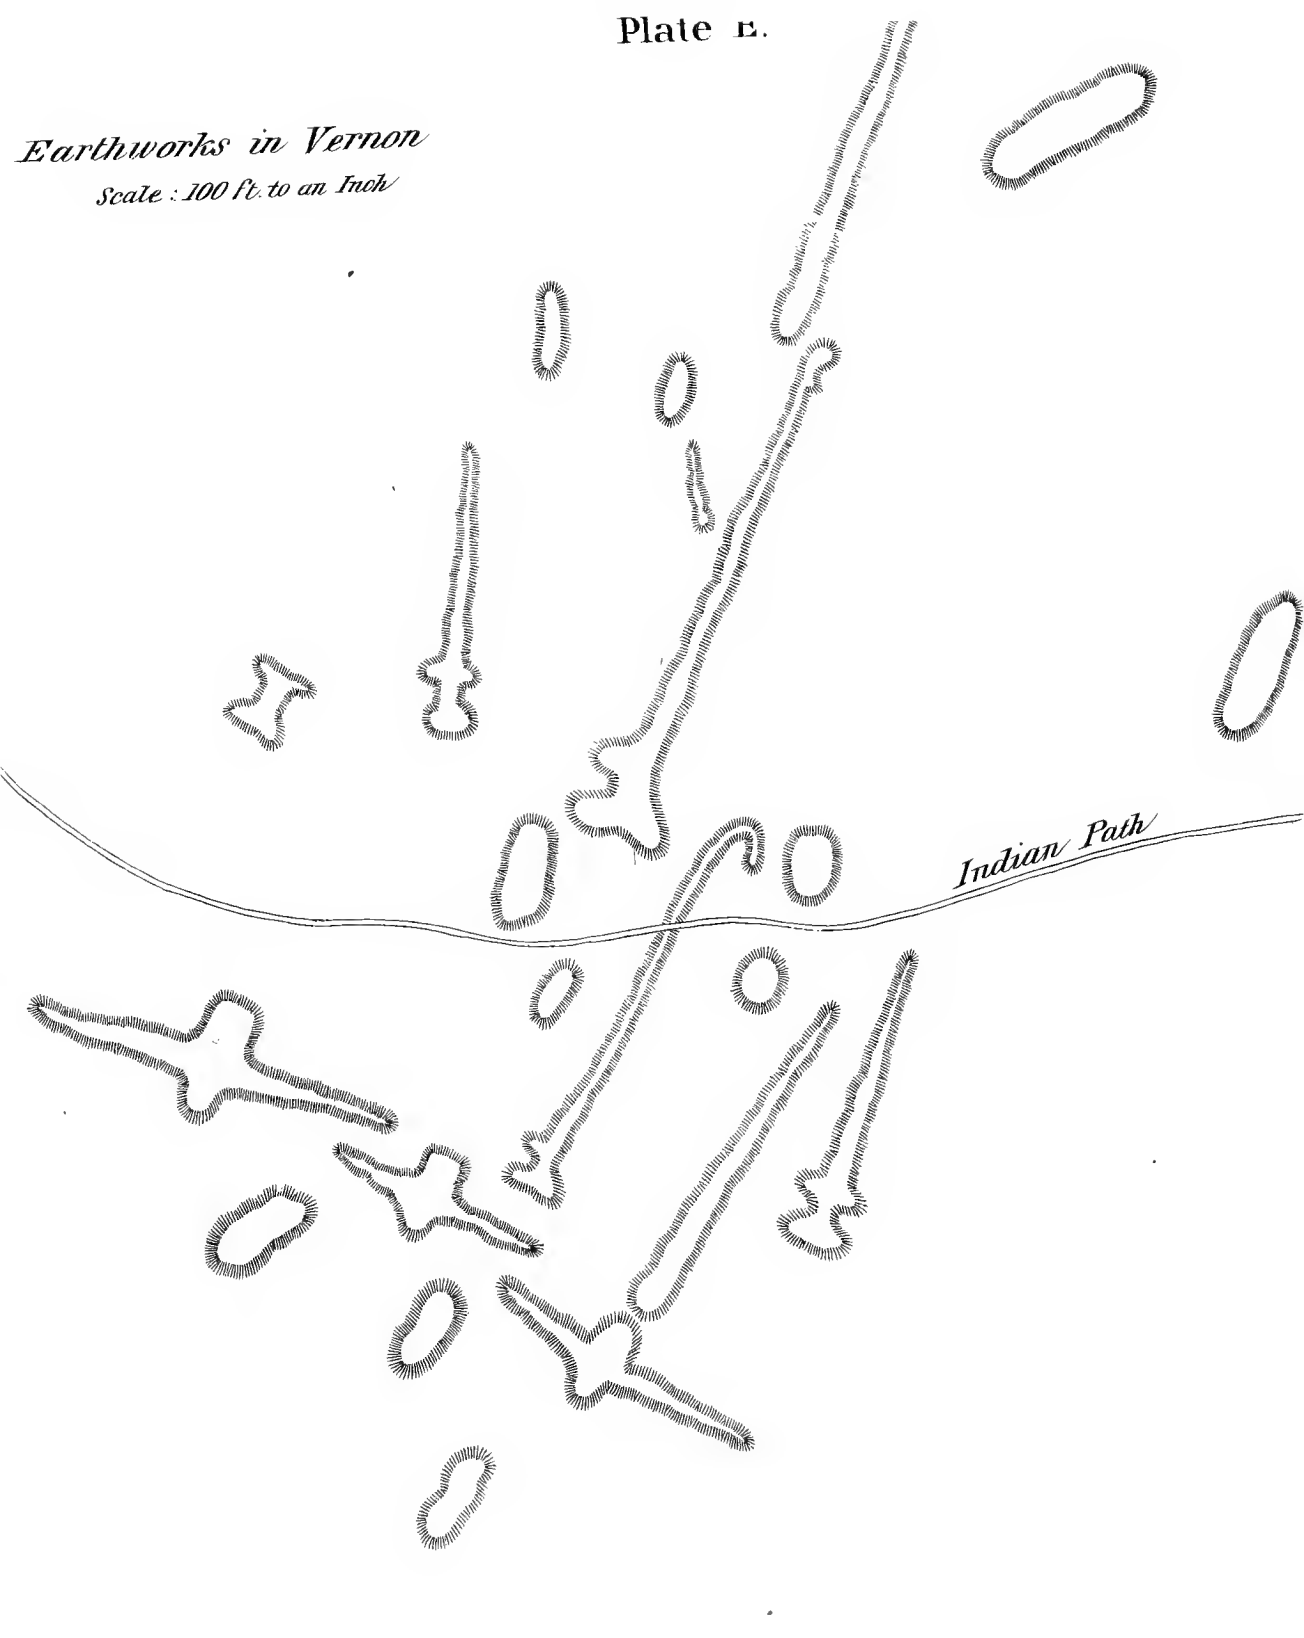 Plate E.
Earthworks in Vernon
Scale : 100 ft. to an Inch
Indian Path